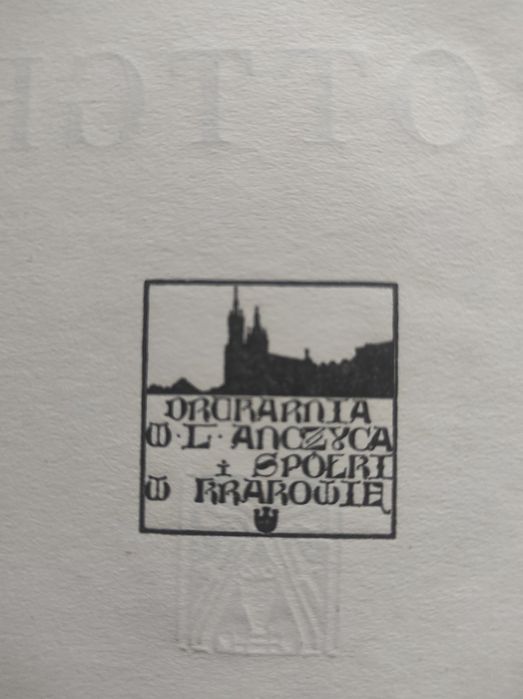 DRUKARNIA
W·L·ANCZYCA
i SPÓŁKI
W KRAKOWIE